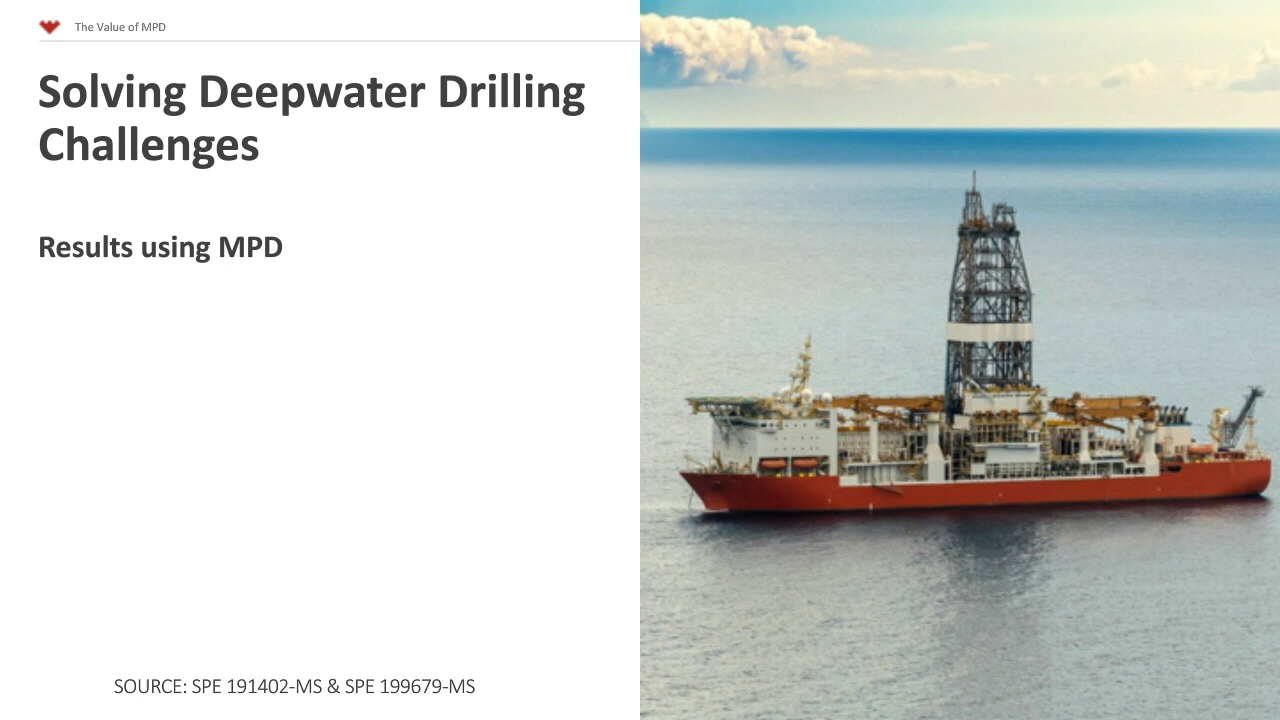 The Value of MPD
Solving Deepwater Drilling
Challenges
Results using MPD
SOURCE: SPE 191402-MS & SPE 199679-MS